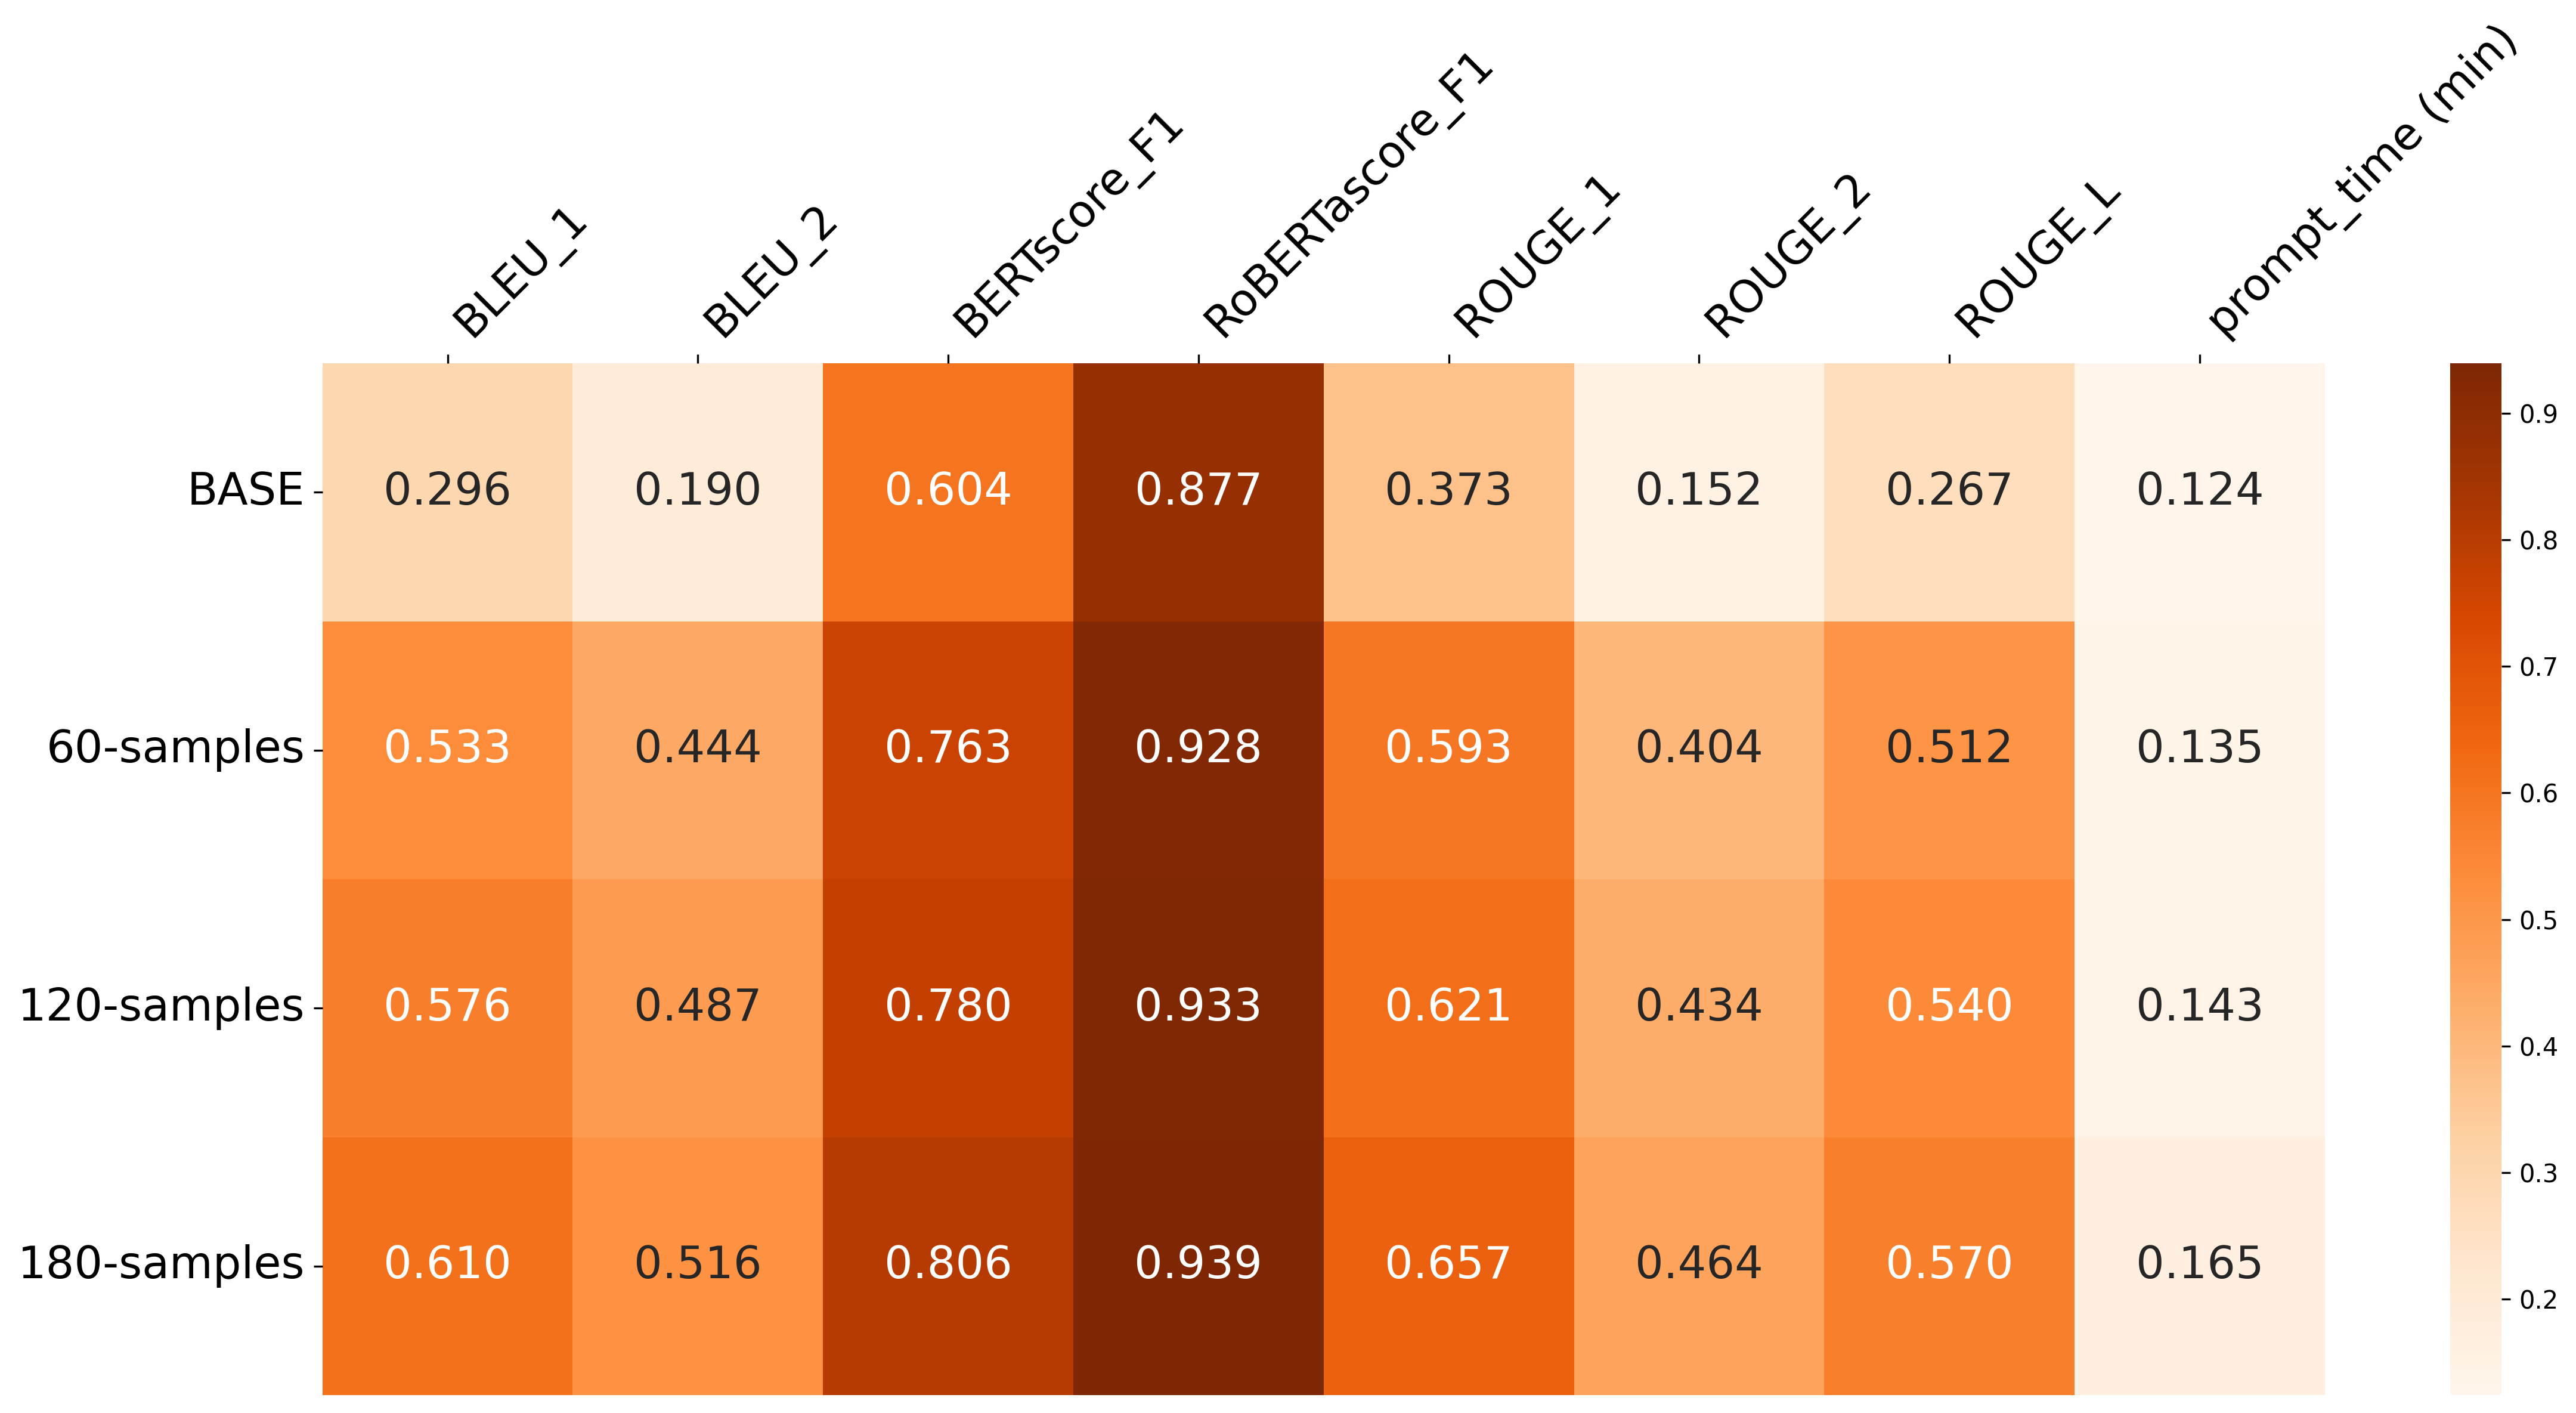 BLEU_1
BLEU_2
BERTscore_F1
RoBERTascore_F1
ROUGE_1
ROUGE_2
ROUGE_L
prompt_time (min)
BASE 0.296 0.190 0.604 0.877 0.373 0.152 0.267 0.124
60-samples 0.533 0.444 0.763 0.928 0.593 0.404 0.512 0.135
120-samples 0.576 0.487 0.780 0.933 0.621 0.434 0.540 0.143
180-samples 0.610 0.516 0.806 0.939 0.657 0.464 0.570 0.165
0.9
0.8
0.7
0.6
0.5
0.4
0.3
0.2